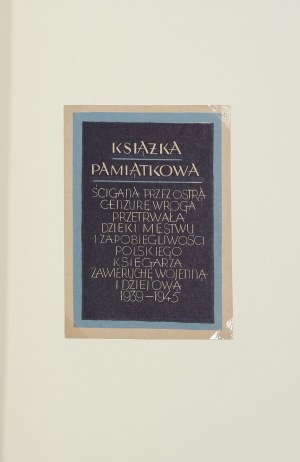 KSIĄŻKA
PAMIĄTKOWA
ŚCIGANA PRZEZ OSTRĄ
CENZURĘ WROGA
PRZETRWAŁA
DZIĘKI MĘSTWU
I ZAPOBIEGLIWOŚCI
POLSKIEGO
KSIĘGARZA
ZAWIERUCHĘ WOJENNĄ
I DZIEJOWĄ
1939-1945